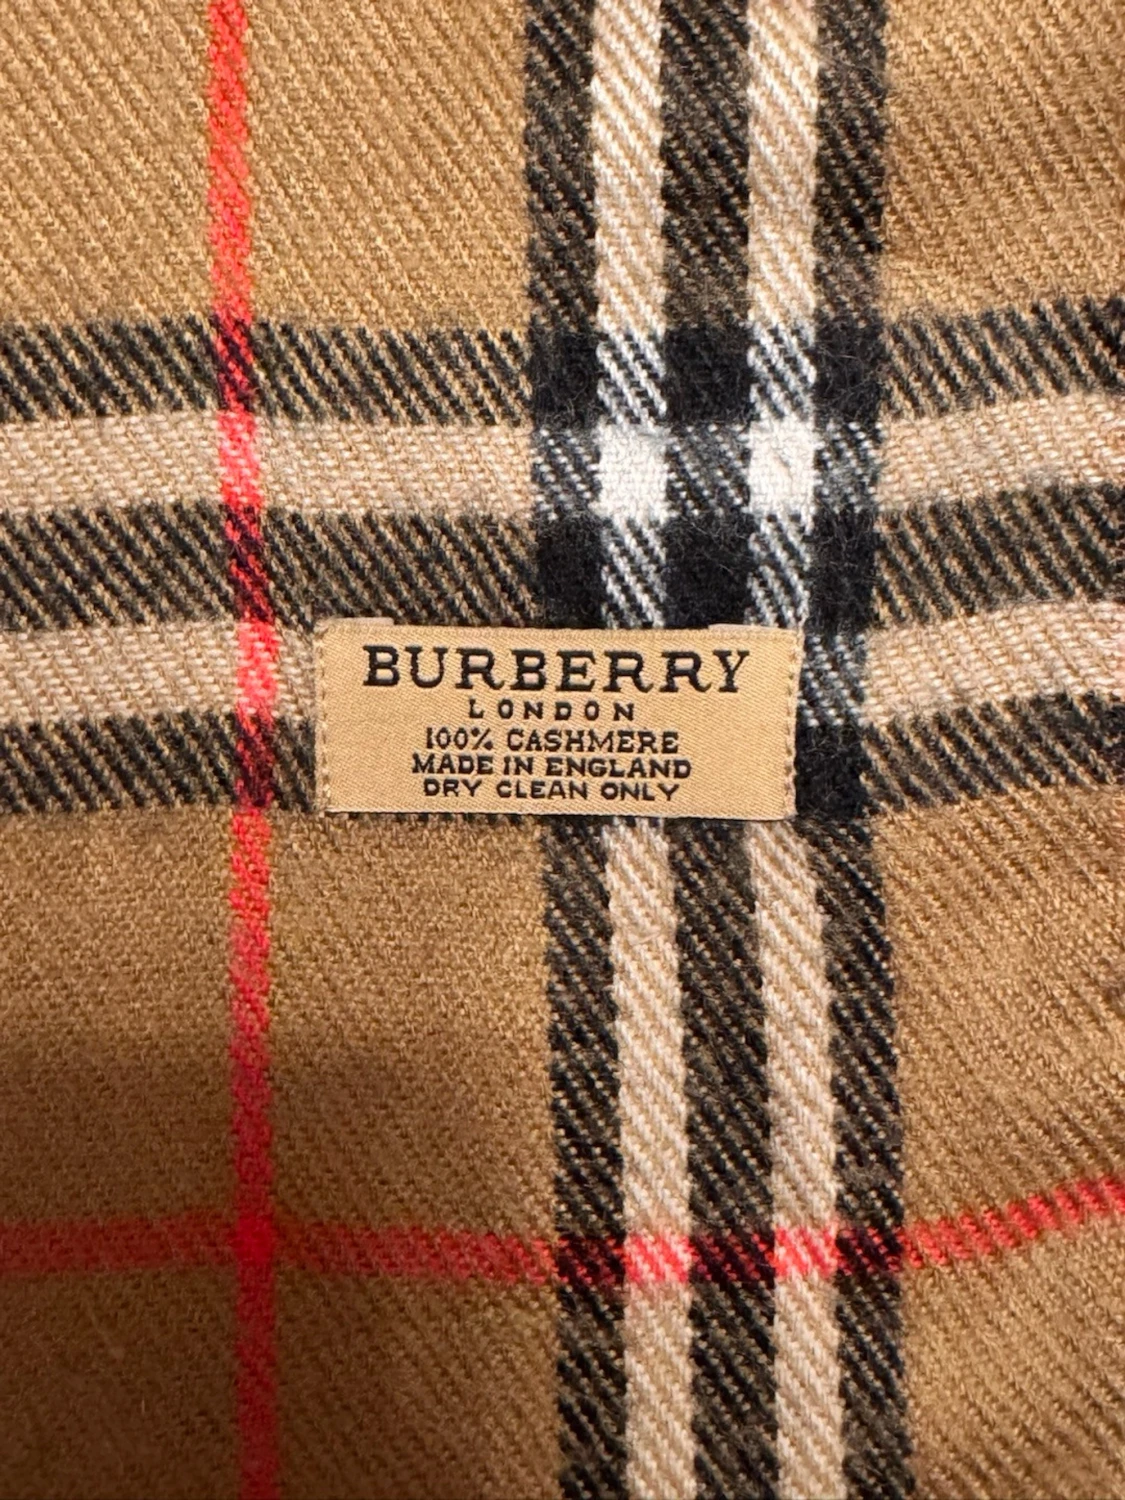 BURBERRY
LONDON
100% CASHMERE
MADE IN ENGLAND
DRY CLEAN ONLY